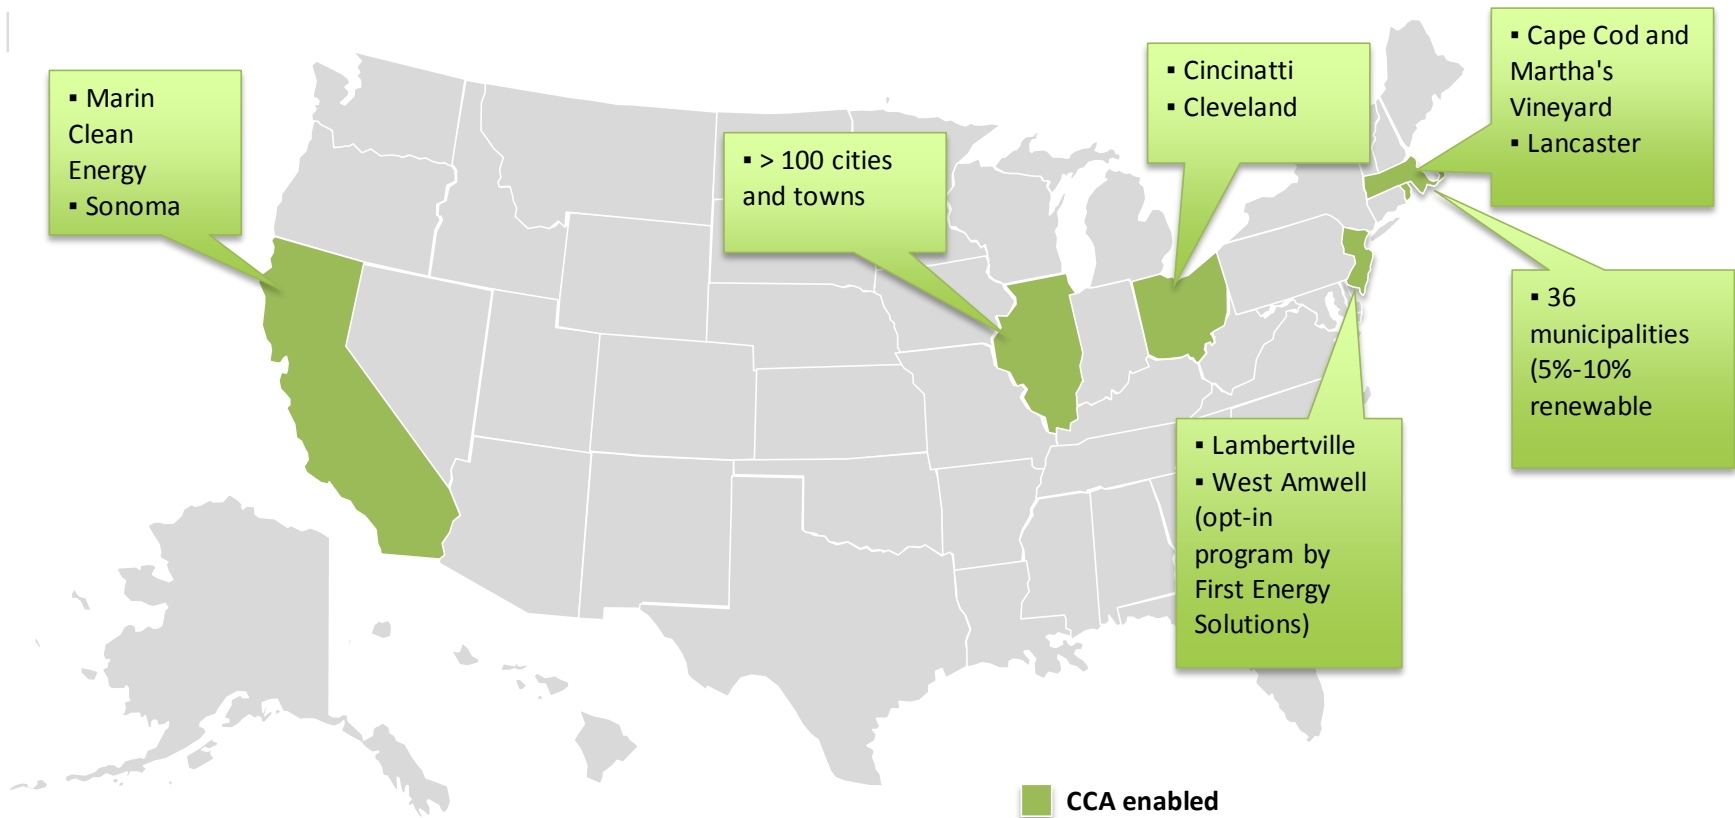 ▪ Marin
Clean
Energy
▪ Sonoma
▪ > 100 cities
and towns
▪ Cincinatti
▪ Cleveland
▪ Cape Cod and
Martha's
Vineyard
▪ Lancaster
▪ 36
municipalities
(5%-10%
renewable
▪ Lambertville
▪ West Amwell
(opt-in
program by
First Energy
Solutions)
CCA enabled